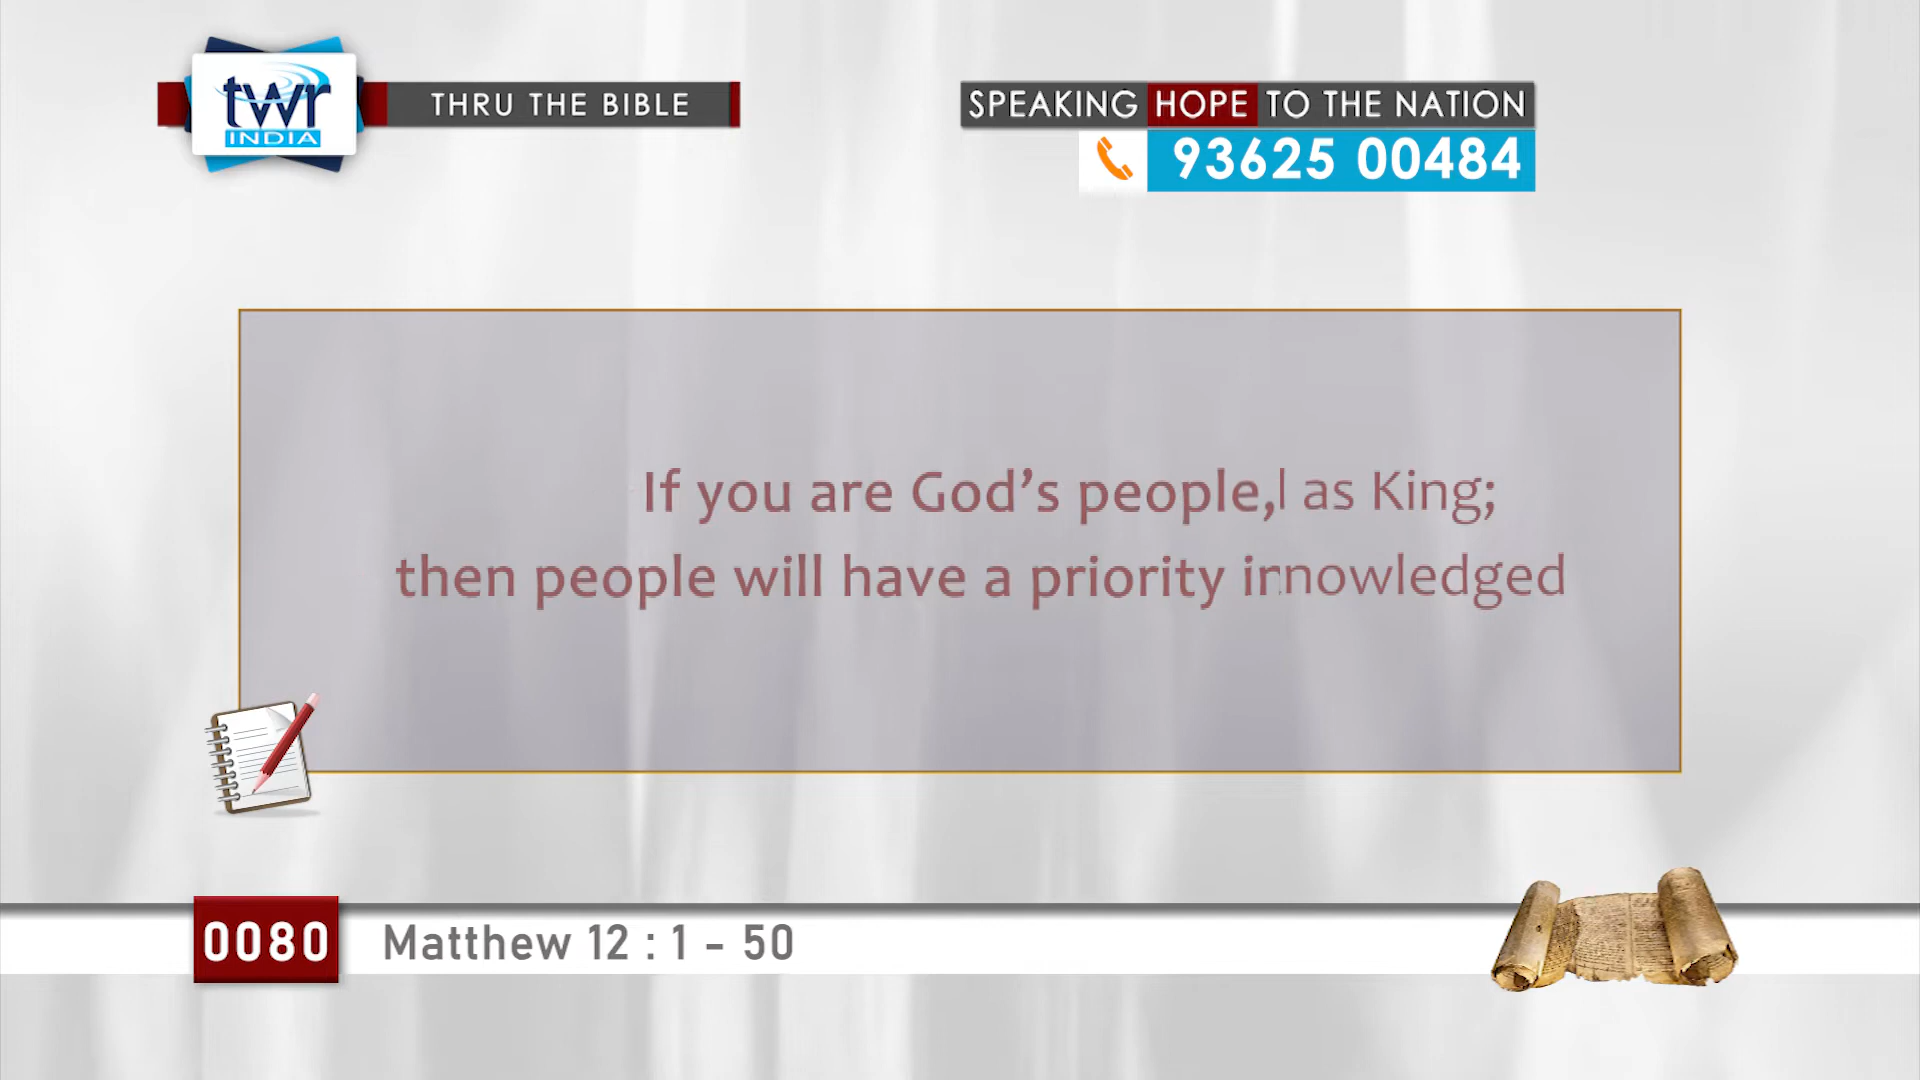 twr
INDIA
THRU THE BIBLE
SPEAKING HOPE TO THE NATION
93625 00484
If you are God's people, as King;
then people will have a priority
0080
Matthew 12 : 1 - 50